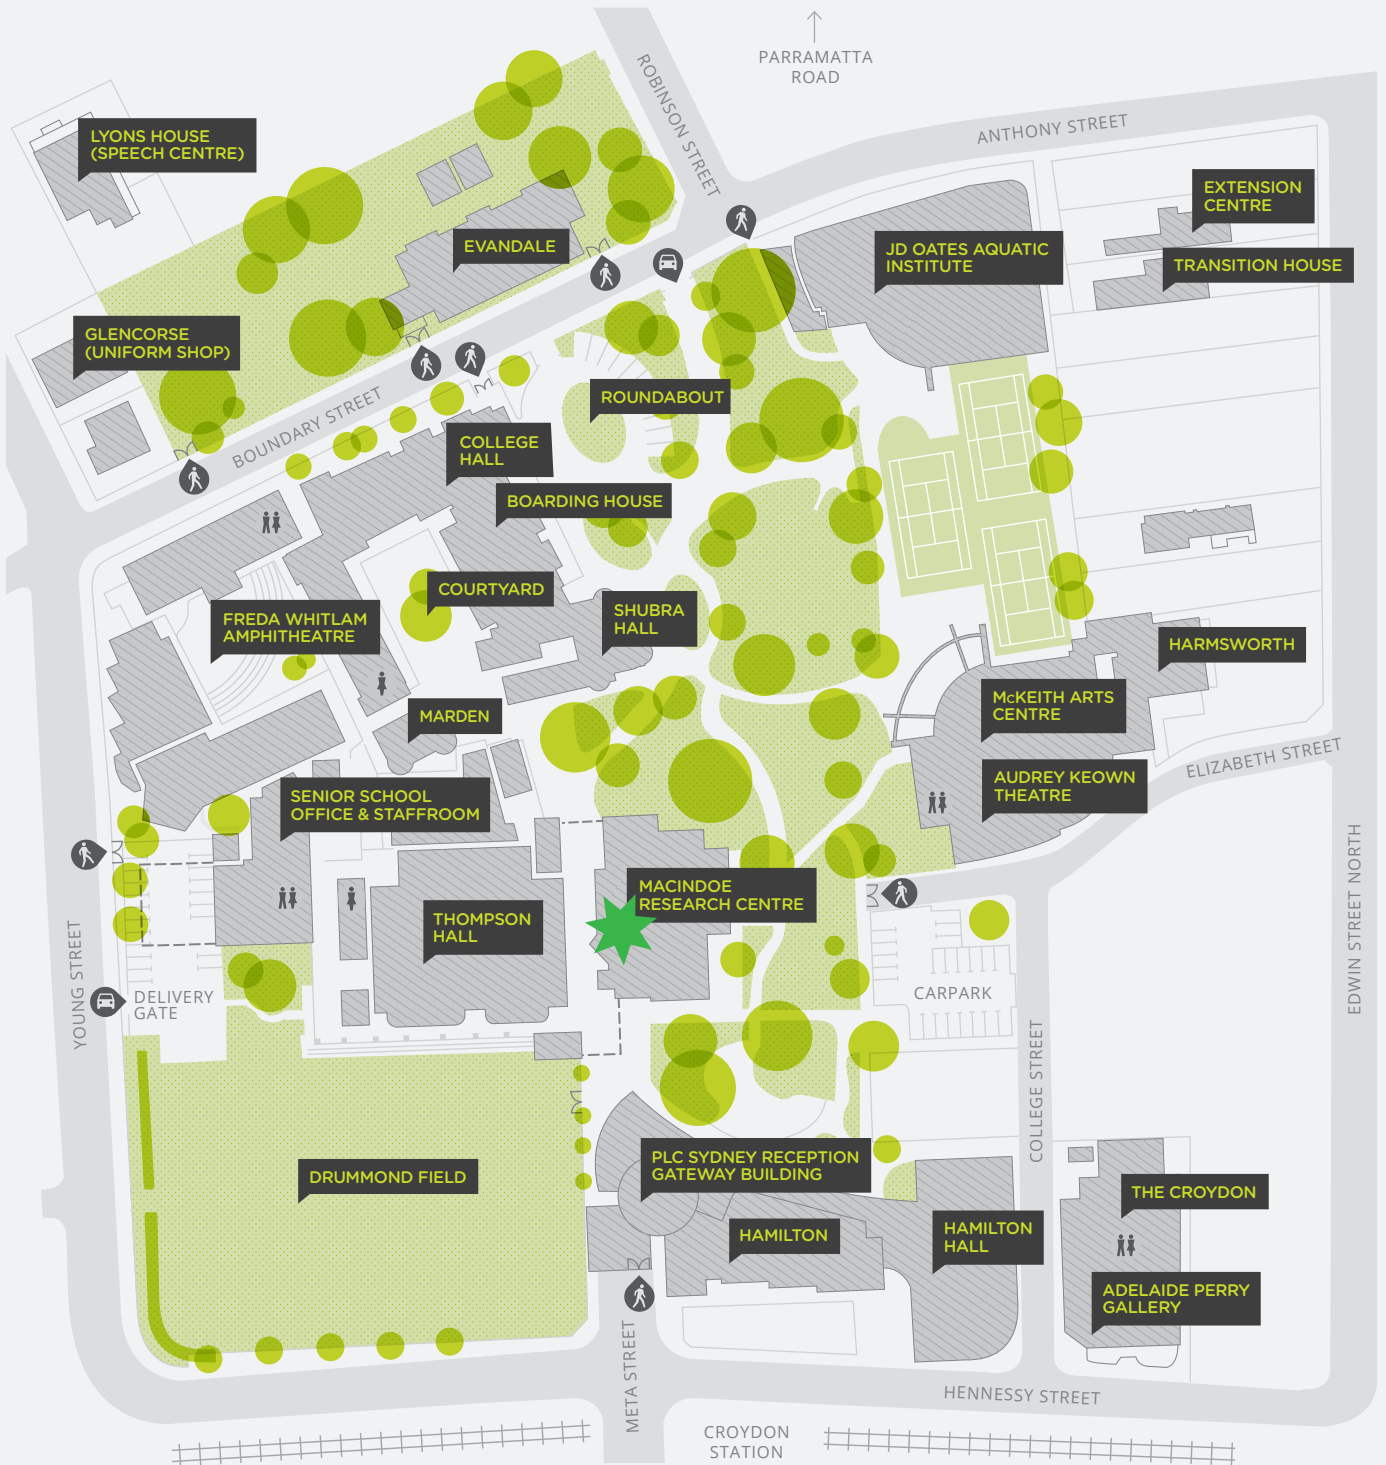 PARRAMATTA
ROAD
ROBINSON STREET
ANTHONY STREET
LYONS HOUSE
(SPEECH CENTRE)
EXTENSION
CENTRE
EVANDALE
JD OATES AQUATIC
INSTITUTE
TRANSITION HOUSE
GLENCORSE
(UNIFORM SHOP)
ROUNDABOUT
BOUNDARY STREET
COLLEGE
HALL
BOARDING HOUSE
COURTYARD
FREDA WHITLAM
AMPHITHEATRE
SHUBRA
HALL
HARMSWORTH
MARDEN
McKEITH ARTS
CENTRE
ELIZABETH STREET
AUDREY KEOWN
THEATRE
SENIOR SCHOOL
OFFICE & STAFFROOM
MACINDOE
RESEARCH CENTRE
THOMPSON
HALL
EDWIN STREET NORTH
YOUNG STREET
DELIVERY
GATE
CARPARK
COLLEGE STREET
DRUMMOND FIELD
PLC SYDNEY RECEPTION
GATEWAY BUILDING
THE CROYDON
HAMILTON
HAMILTON
HALL
ADELAIDE PERRY
GALLERY
META STREET
HENNESSY STREET
CROYDON
STATION